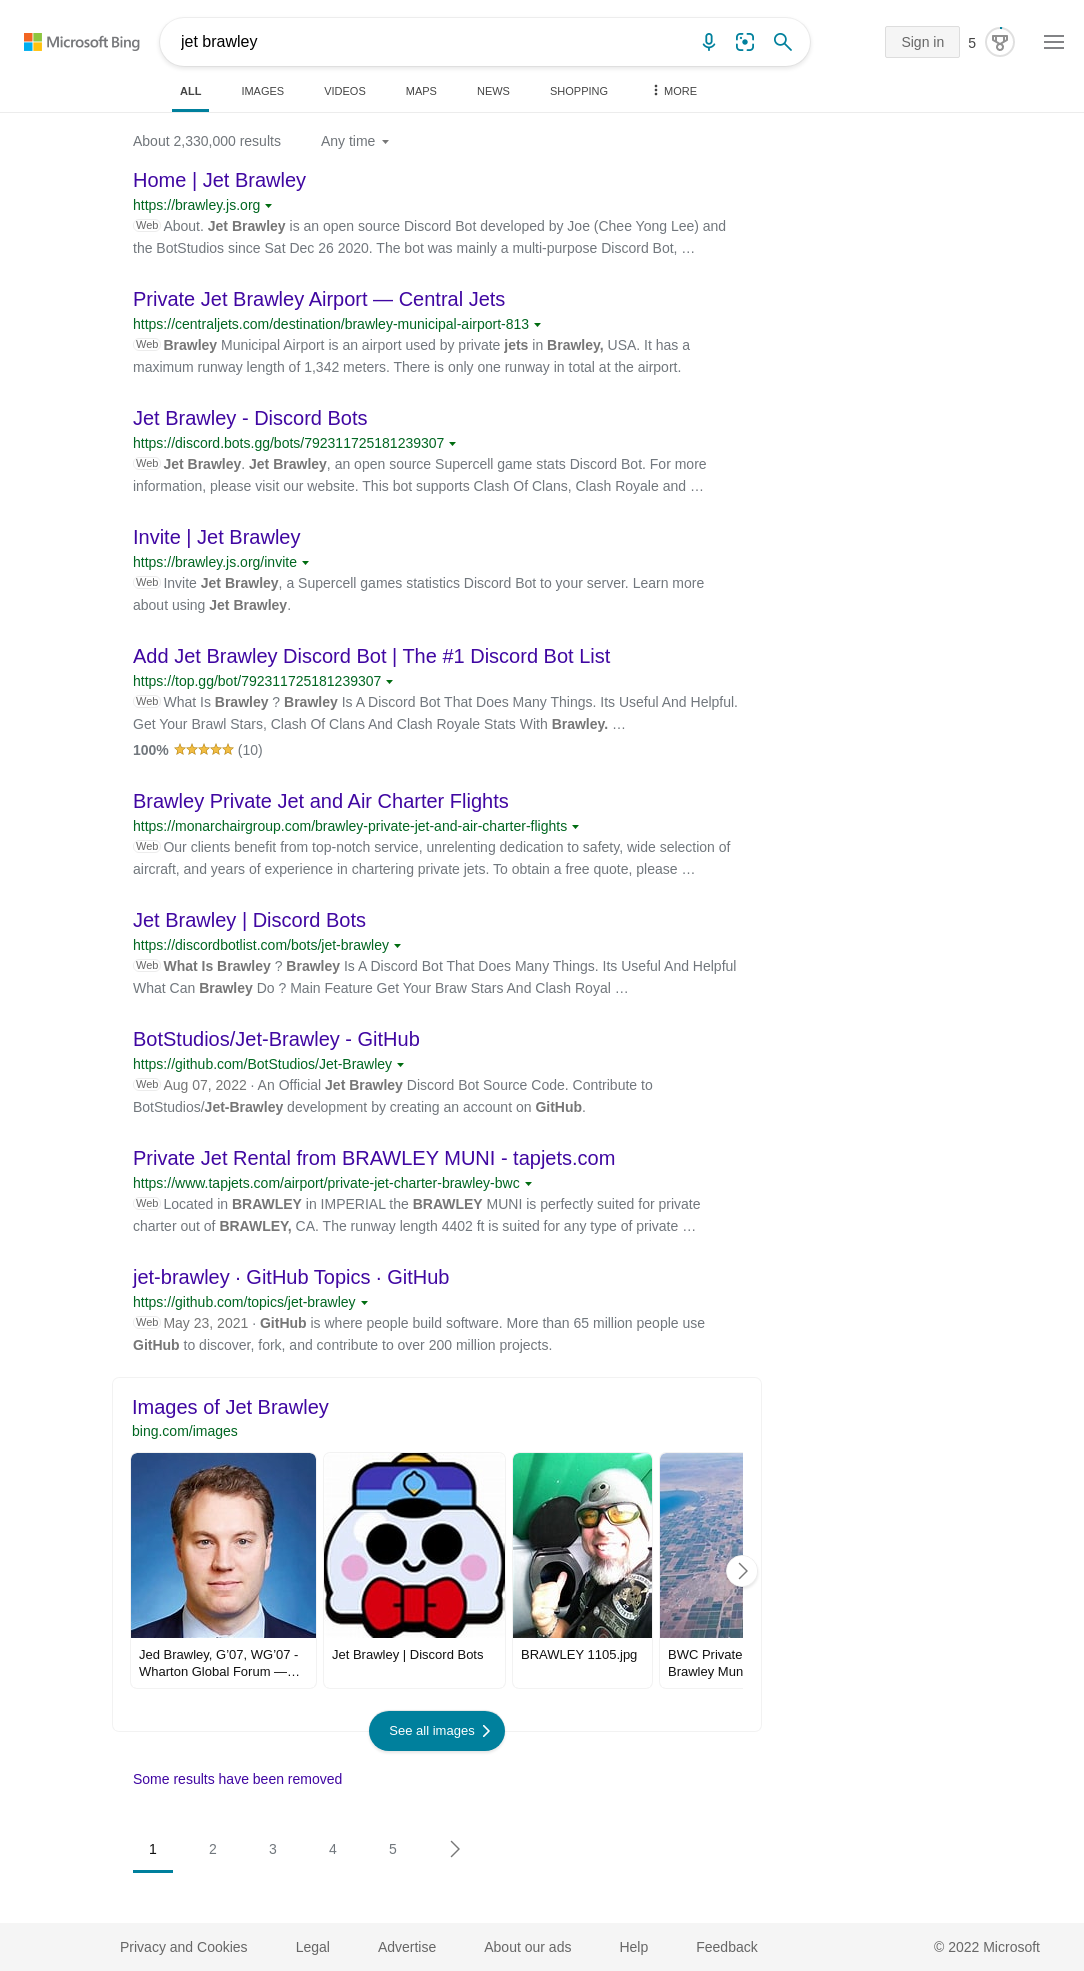 Microsoft Bing
jet brawley
Sign in
5
ALL
IMAGES
VIDEOS
MAPS
NEWS
SHOPPING
MORE
About 2,330,000 results
Any time
Home | Jet Brawley
https://brawley.js.org
Web About. Jet Brawley is an open source Discord Bot developed by Joe (Chee Yong Lee) and
the BotStudios since Sat Dec 26 2020. The bot was mainly a multi-purpose Discord Bot, …
Private Jet Brawley Airport — Central Jets
https://centraljets.com/destination/brawley-municipal-airport-813
Web Brawley Municipal Airport is an airport used by private jets in Brawley, USA. It has a
maximum runway length of 1,342 meters. There is only one runway in total at the airport.
Jet Brawley - Discord Bots
https://discord.bots.gg/bots/792311725181239307
Web Jet Brawley. Jet Brawley, an open source Supercell game stats Discord Bot. For more
information, please visit our website. This bot supports Clash Of Clans, Clash Royale and …
Invite | Jet Brawley
https://brawley.js.org/invite
Web Invite Jet Brawley, a Supercell games statistics Discord Bot to your server. Learn more
about using Jet Brawley.
Add Jet Brawley Discord Bot | The #1 Discord Bot List
https://top.gg/bot/792311725181239307
Web What Is Brawley ? Brawley Is A Discord Bot That Does Many Things. Its Useful And Helpful.
Get Your Brawl Stars, Clash Of Clans And Clash Royale Stats With Brawley. …
100% (10)
Brawley Private Jet and Air Charter Flights
https://monarchairgroup.com/brawley-private-jet-and-air-charter-flights
Web Our clients benefit from top-notch service, unrelenting dedication to safety, wide selection of
aircraft, and years of experience in chartering private jets. To obtain a free quote, please …
Jet Brawley | Discord Bots
https://discordbotlist.com/bots/jet-brawley
Web What Is Brawley ? Brawley Is A Discord Bot That Does Many Things. Its Useful And Helpful
What Can Brawley Do ? Main Feature Get Your Braw Stars And Clash Royal …
BotStudios/Jet-Brawley - GitHub
https://github.com/BotStudios/Jet-Brawley
Web Aug 07, 2022 · An Official Jet Brawley Discord Bot Source Code. Contribute to
BotStudios/Jet-Brawley development by creating an account on GitHub.
Private Jet Rental from BRAWLEY MUNI - tapjets.com
https://www.tapjets.com/airport/private-jet-charter-brawley-bwc
Web Located in BRAWLEY in IMPERIAL the BRAWLEY MUNI is perfectly suited for private
charter out of BRAWLEY, CA. The runway length 4402 ft is suited for any type of private …
jet-brawley · GitHub Topics · GitHub
https://github.com/topics/jet-brawley
Web May 23, 2021 · GitHub is where people build software. More than 65 million people use
GitHub to discover, fork, and contribute to over 200 million projects.
Images of Jet Brawley
bing.com/images
Jed Brawley, G'07, WG'07 -
Wharton Global Forum —…
Jet Brawley | Discord Bots
BRAWLEY 1105.jpg
BWC Private
Brawley Mun
See all images
Some results have been removed
1
2
3
4
5
Privacy and Cookies
Legal
Advertise
About our ads
Help
Feedback
© 2022 Microsoft